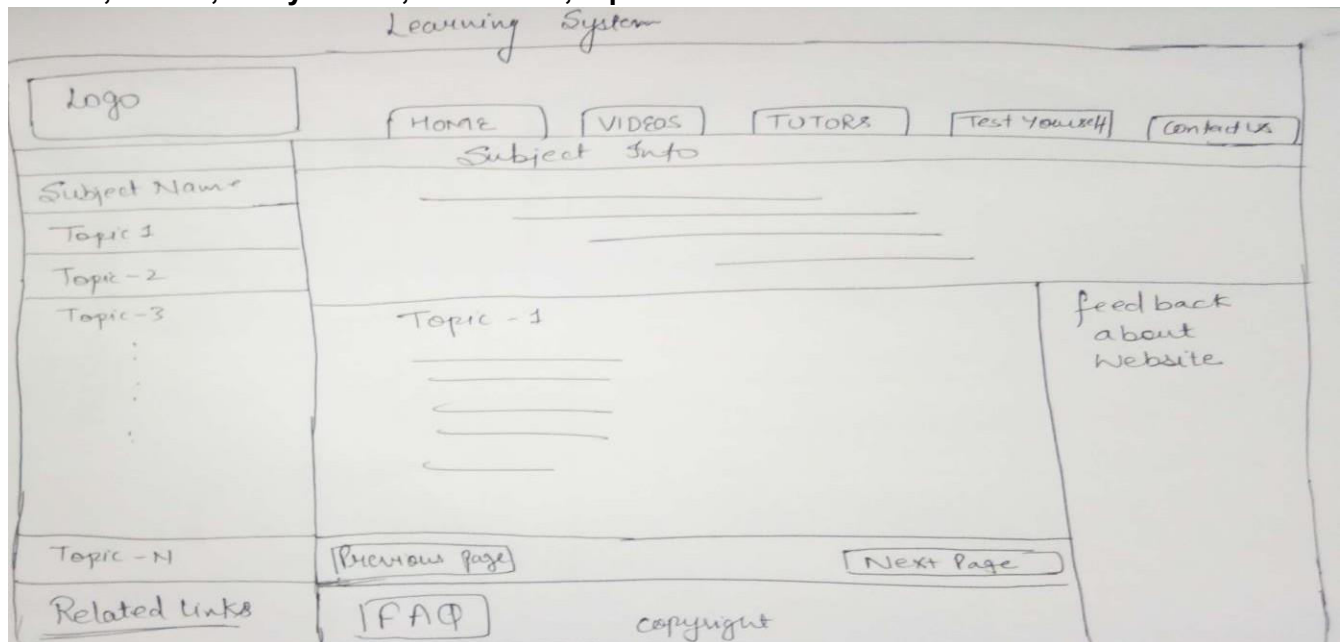 Learning System
Logo
HOME VIDEOS TUTORS Test Yourself Contact us
Subject Info
Subject Name
Topic 1
Topic - 2
Topic - 3
Topic - 1
feed back
about
Website
Topic - N
Previous page
Next Page
Related links
FAQ
copyright